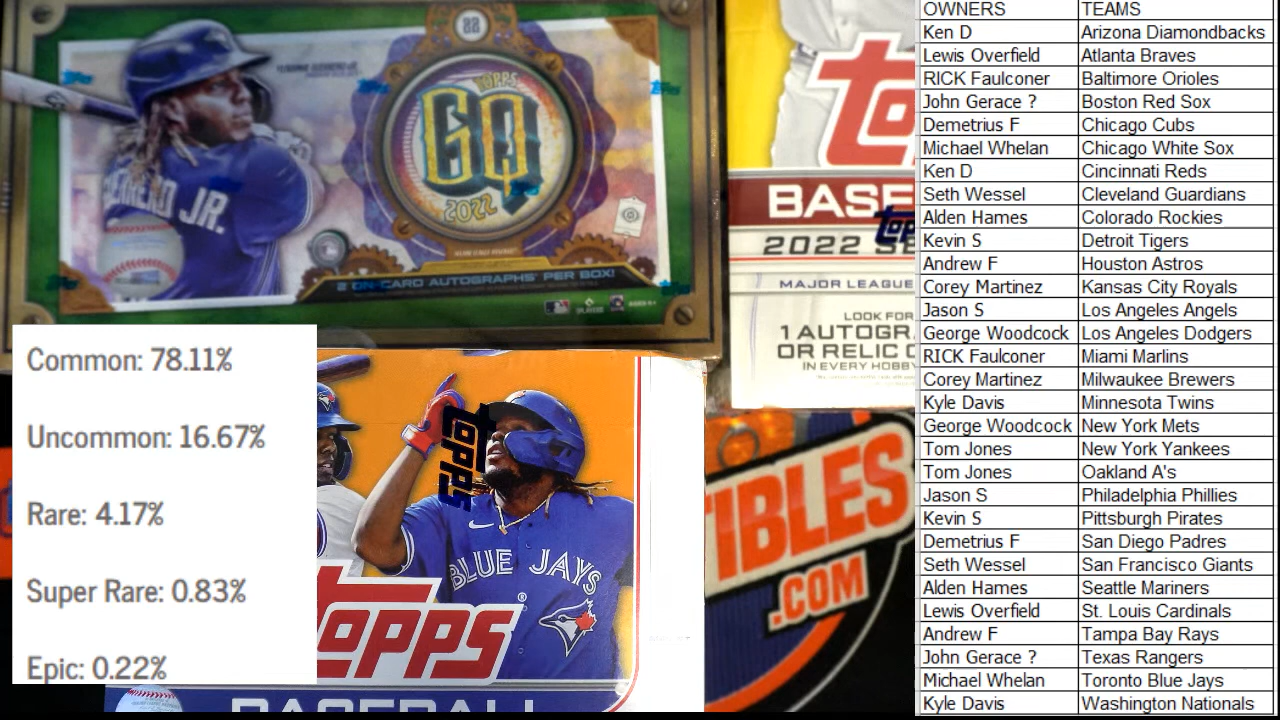 88
TOPPS
GQ
2022
GUERRERO JR.
2 ON-CARD AUTOGRAPHS PER BOX!
BASE
2022 SE
topps
MAJOR LEAGUE
LOOK FOR
1 AUTOGR
OR RELIC C
IN EVERY HOBBY
Common: 78.11%
Uncommon: 16.67%
Rare: 4.17%
Super Rare: 0.83%
Epic: 0.22%
topps
BLUE JAYS
TOPPS
BASEBALL
TIBLES
.COM
OWNERS TEAMS
Ken D Arizona Diamondbacks
Lewis Overfield Atlanta Braves
RICK Faulconer Baltimore Orioles
John Gerace ? Boston Red Sox
Demetrius F Chicago Cubs
Michael Whelan Chicago White Sox
Ken D Cincinnati Reds
Seth Wessel Cleveland Guardians
Alden Hames Colorado Rockies
Kevin S Detroit Tigers
Andrew F Houston Astros
Corey Martinez Kansas City Royals
Jason S Los Angeles Angels
George Woodcock Los Angeles Dodgers
RICK Faulconer Miami Marlins
Corey Martinez Milwaukee Brewers
Kyle Davis Minnesota Twins
George Woodcock New York Mets
Tom Jones New York Yankees
Tom Jones Oakland A's
Jason S Philadelphia Phillies
Kevin S Pittsburgh Pirates
Demetrius F San Diego Padres
Seth Wessel San Francisco Giants
Alden Hames Seattle Mariners
Lewis Overfield St. Louis Cardinals
Andrew F Tampa Bay Rays
John Gerace ? Texas Rangers
Michael Whelan Toronto Blue Jays
Kyle Davis Washington Nationals